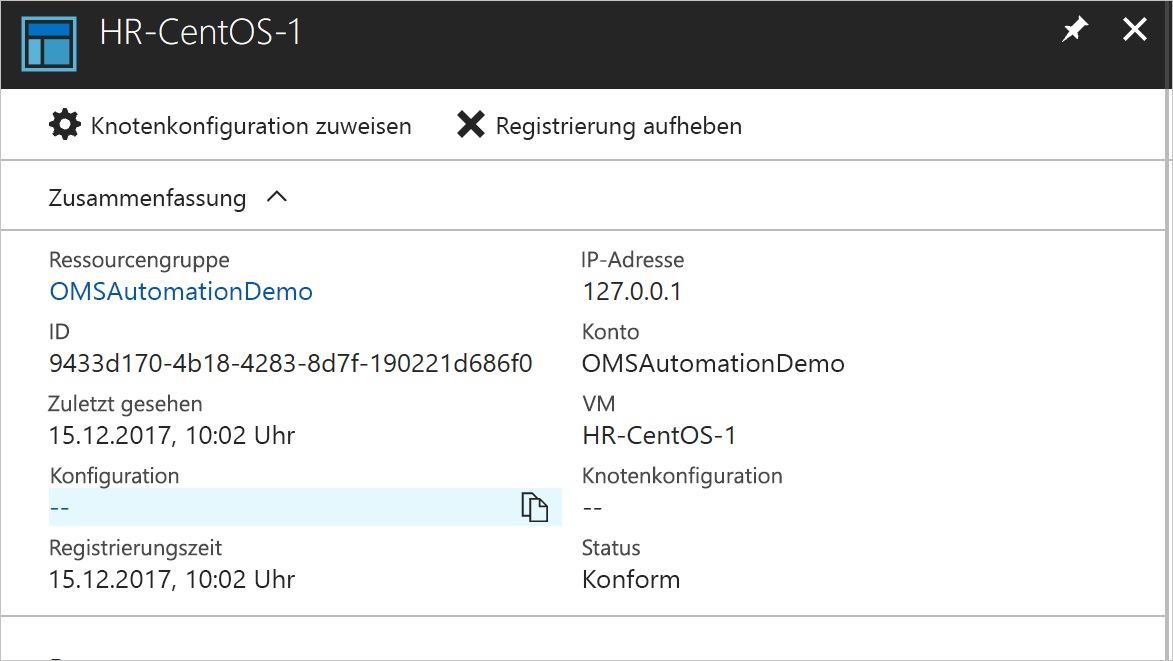 HR-CentOS-1
Knotenkonfiguration zuweisen
Registrierung aufheben
Zusammenfassung
Ressourcengruppe
OMSAutomationDemo
IP-Adresse
127.0.0.1
ID
9433d170-4b18-4283-8d7f-190221d686f0
Konto
OMSAutomationDemo
Zuletzt gesehen
15.12.2017, 10:02 Uhr
VM
HR-CentOS-1
Konfiguration
--
Knotenkonfiguration
--
Registrierungszeit
15.12.2017, 10:02 Uhr
Status
Konform